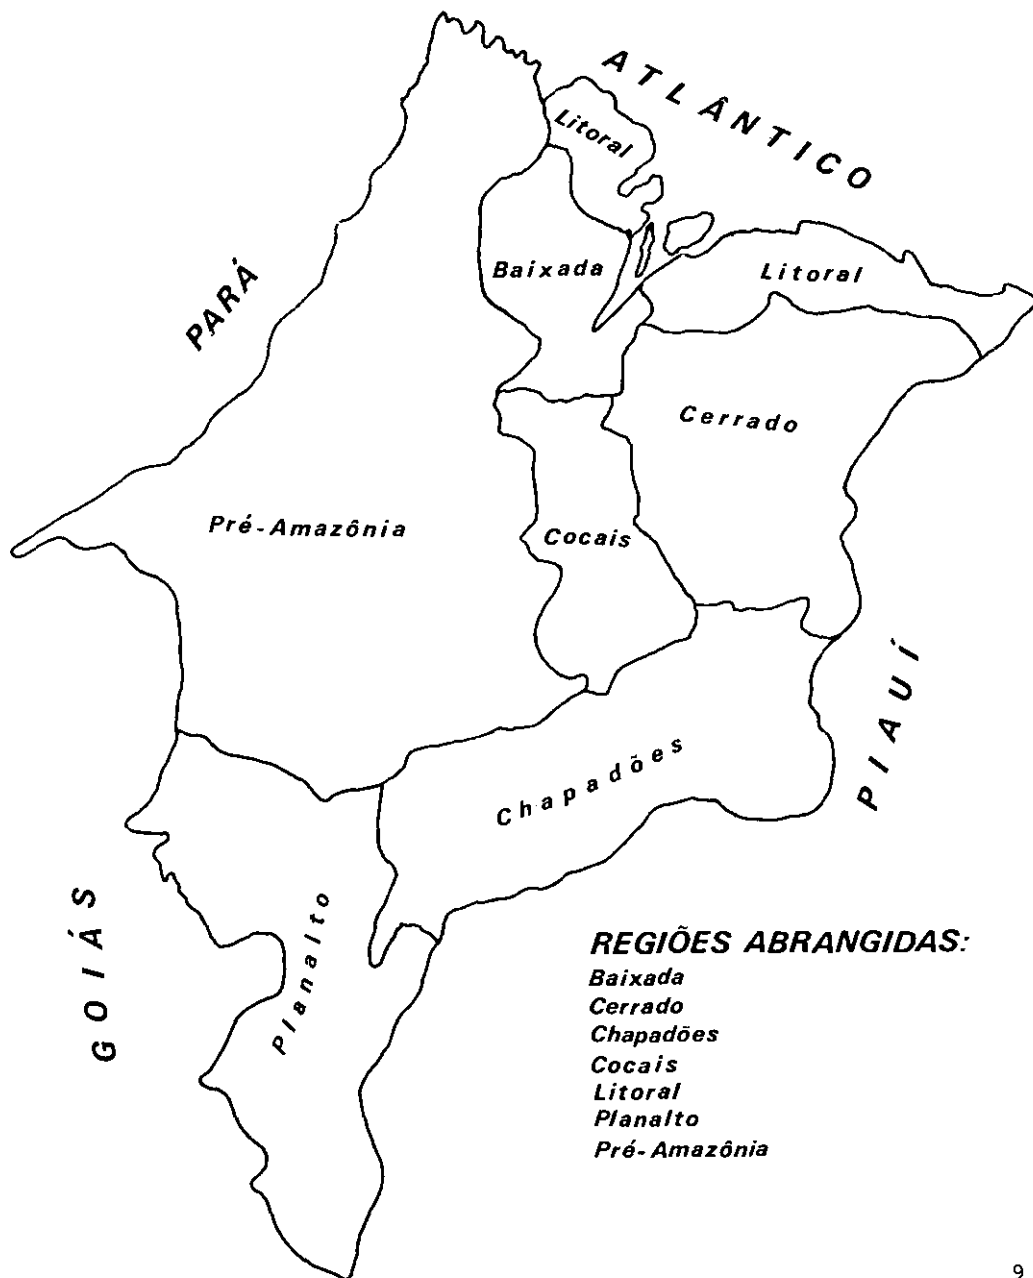 ATLÂNTICO
Litoral
PARÁ
Baixada
Litoral
Cerrado
Pré-Amazônia
Cocais
PIAUÍ
Chapadões
GOIÁS
Planalto
REGIÕES ABRANGIDAS:
Baixada
Cerrado
Chapadões
Cocais
Litoral
Planalto
Pré-Amazônia
9